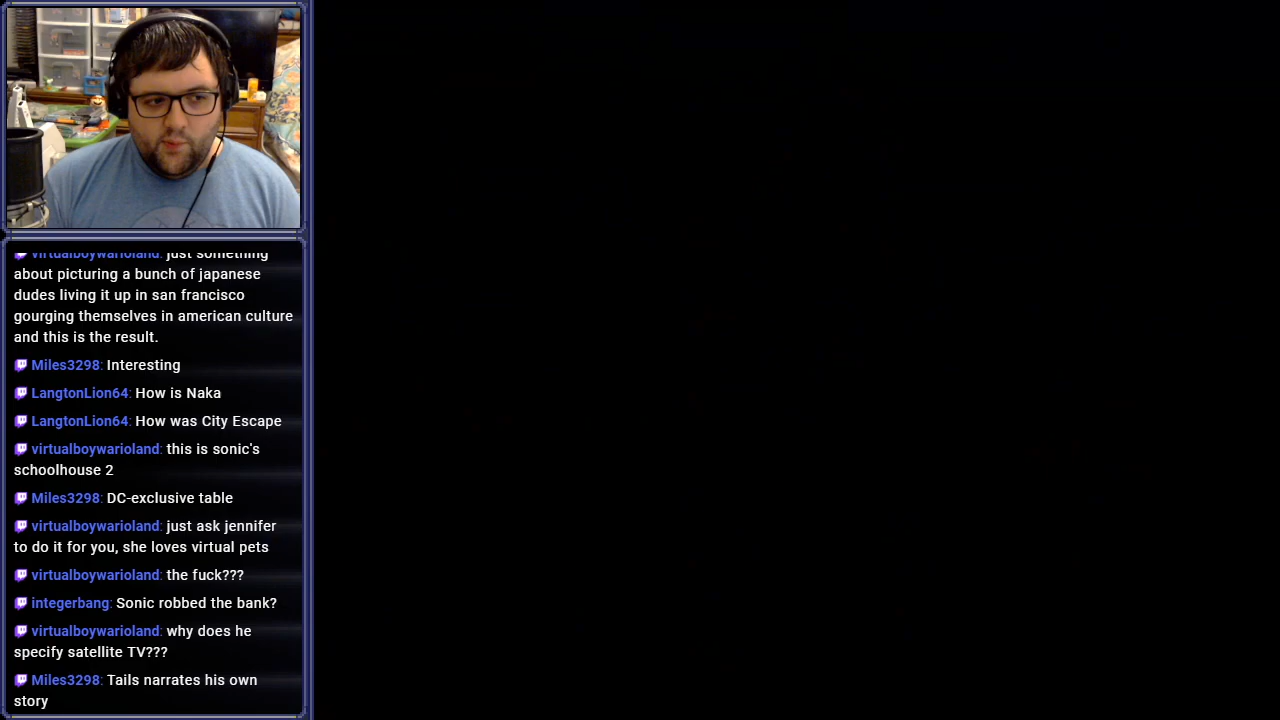 virtualboywarioland: just something
about picturing a bunch of japanese
dudes living it up in san francisco
gourging themselves in american culture
and this is the result.
Miles3298: Interesting
LangtonLion64: How is Naka
LangtonLion64: How was City Escape
virtualboywarioland: this is sonic's
schoolhouse 2
Miles3298: DC-exclusive table
virtualboywarioland: just ask jennifer
to do it for you, she loves virtual pets
virtualboywarioland: the fuck???
integerbang: Sonic robbed the bank?
virtualboywarioland: why does he
specify satellite TV???
Miles3298: Tails narrates his own
story